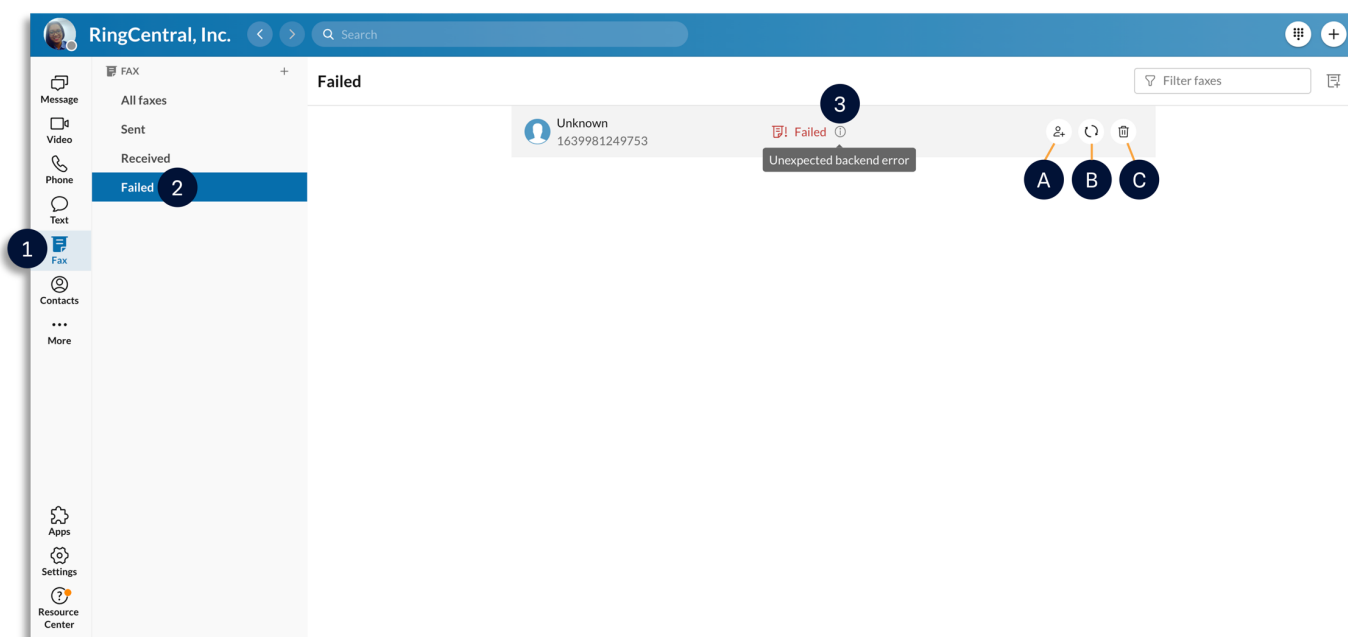 RingCentral, Inc.
Search
Message
Video
Phone
Text
1
Fax
Contacts
More
Apps
Settings
Resource
Center
FAX
All faxes
Sent
Received
Failed 2
Failed
Filter faxes
3
Unknown
1639981249753
Failed
Unexpected backend error
A B C